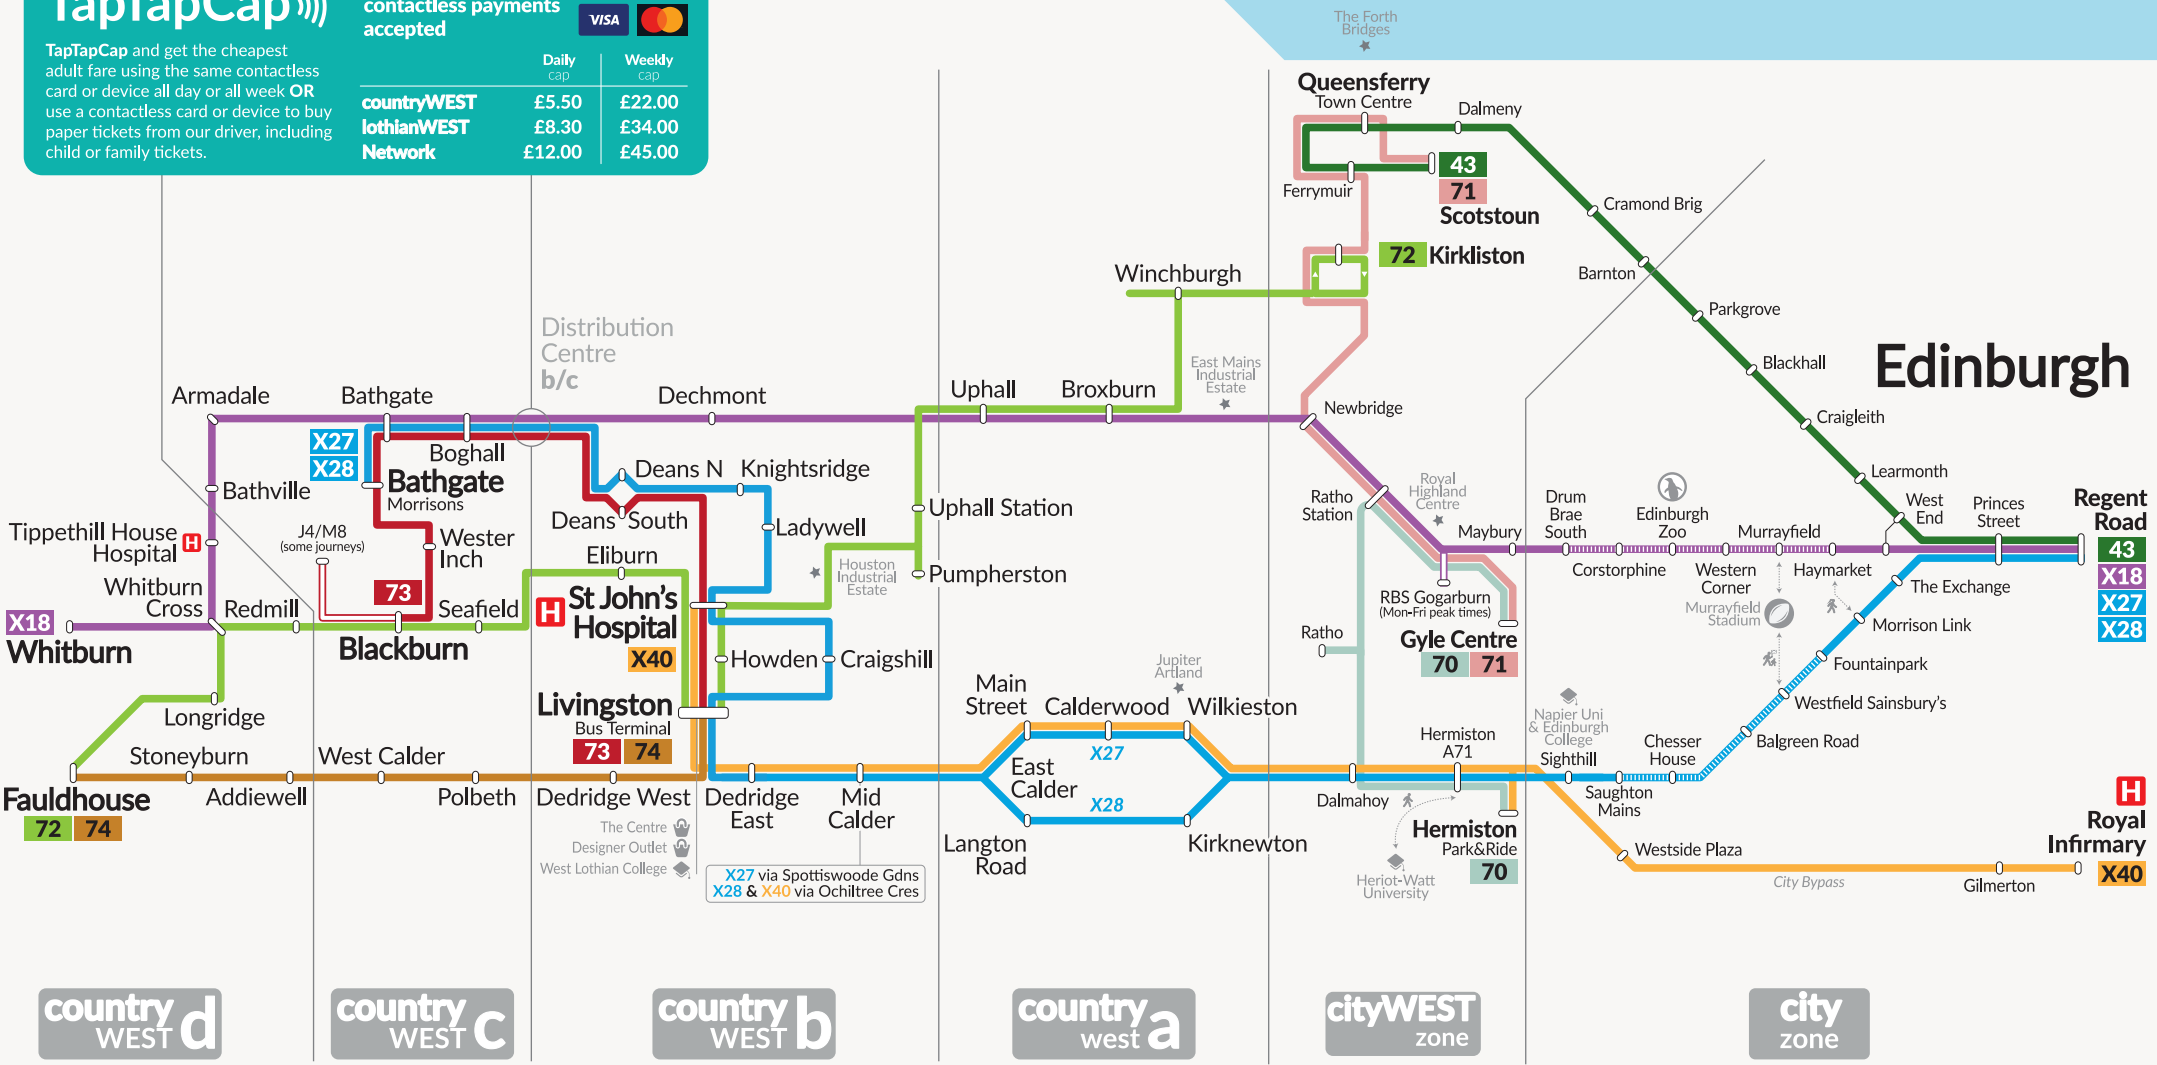 TapTapCap
TapTapCap and get the cheapest
adult fare using the same contactless
card or device all day or all week OR
use a contactless card or device to buy
paper tickets from our driver, including
child or family tickets.
contactless payments
accepted
VISA
Daily
cap
Weekly
cap
countryWEST £5.50 £22.00
lothianWEST £8.30 £34.00
Network £12.00 £45.00
The Forth
Bridges
Queensferry
Town Centre
Dalmeny
Ferrymuir
43
71
Scotstoun
72 Kirkliston
Cramond Brig
Barnton
Parkgrove
Blackhall
Craigleith
Learmonth
West
End
Princes
Street
Edinburgh
Regent
Road
43
X18
X27
X28
Winchburgh
Distribution
Centre
b/c
East Mains
Industrial
Estate
Armadale
Bathgate
Dechmont
Uphall
Broxburn
Newbridge
X27
X28
Boghall
Bathgate
Morrisons
Deans N
Knightsridge
Deans South
Ladywell
Uphall Station
Pumpherston
Houston
Industrial
Estate
Bathville
Tippethill House
Hospital H
J4/M8
(some journeys)
Wester
Inch
Eliburn
Whitburn
Cross
73
Redmill
Seafield
X18
Whitburn
Blackburn
H St John's
Hospital
X40
Howden
Craigshill
Longridge
Livingston
Bus Terminal
73 74
Stoneyburn
West Calder
Fauldhouse
72 74
Addiewell
Polbeth
Dedridge West
The Centre
Designer Outlet
West Lothian College
Dedridge
East
Mid
Calder
X27 via Spottiswoode Gdns
X28 & X40 via Ochiltree Cres
Main
Street
Calderwood
Jupiter
Artland
Wilkieston
X27
East
Calder
X28
Langton
Road
Kirknewton
Ratho
Station
Royal
Highland
Centre
Maybury
Drum
Brae
South
Edinburgh
Zoo
Murrayfield
Corstorphine
Western
Corner
Haymarket
Murrayfield
Stadium
The Exchange
Morrison Link
Fountainpark
Westfield Sainsbury's
Balgreen Road
RBS Gogarburn
(Mon-Fri peak times)
Gyle Centre
70 71
Ratho
Napier Uni
& Edinburgh
College
Sighthill
Chesser
House
Saughton
Mains
Hermiston
A71
Dalmahoy
Hermiston
Park&Ride
70
Heriot-Watt
University
Westside Plaza
City Bypass
Gilmerton
H
Royal
Infirmary
X40
country
WEST d
country
WEST c
country
WEST b
country
west a
cityWEST
zone
city
zone